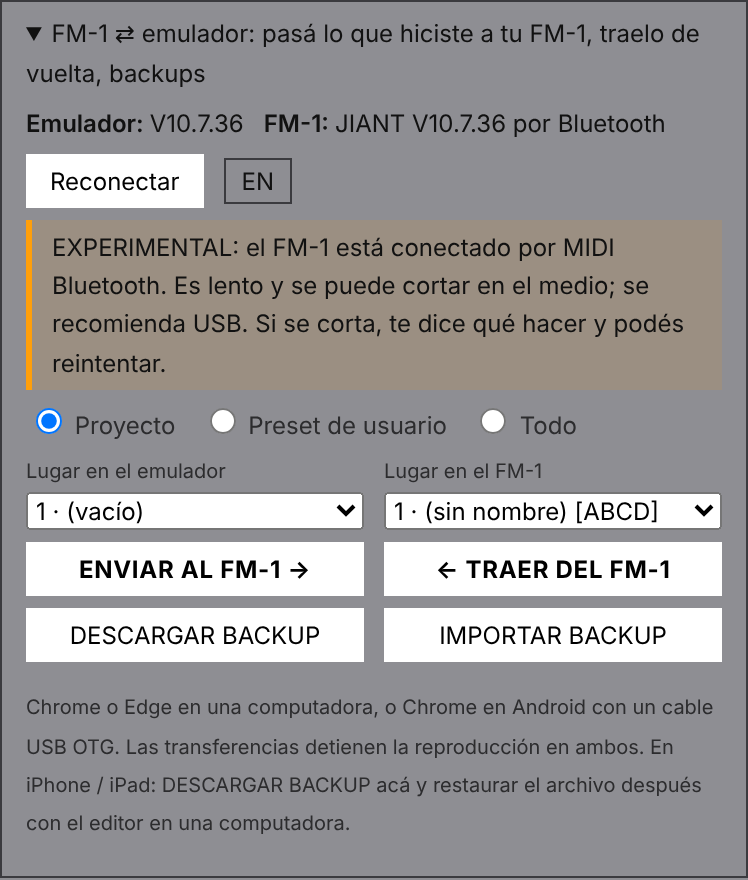 ▼ FM-1 ⇄ emulador: pasá lo que hiciste a tu FM-1, traelo de
vuelta, backups
Emulador: V10.7.36 FM-1: JIANT V10.7.36 por Bluetooth
Reconectar EN
EXPERIMENTAL: el FM-1 está conectado por MIDI
Bluetooth. Es lento y se puede cortar en el medio; se
recomienda USB. Si se corta, te dice qué hacer y podés
reintentar.
Proyecto Preset de usuario Todo
Lugar en el emulador Lugar en el FM-1
1 · (vacío) 1 · (sin nombre) [ABCD]
ENVIAR AL FM-1 → ← TRAER DEL FM-1
DESCARGAR BACKUP IMPORTAR BACKUP
Chrome o Edge en una computadora, o Chrome en Android con un cable
USB OTG. Las transferencias detienen la reproducción en ambos. En
iPhone / iPad: DESCARGAR BACKUP acá y restaurar el archivo después
con el editor en una computadora.